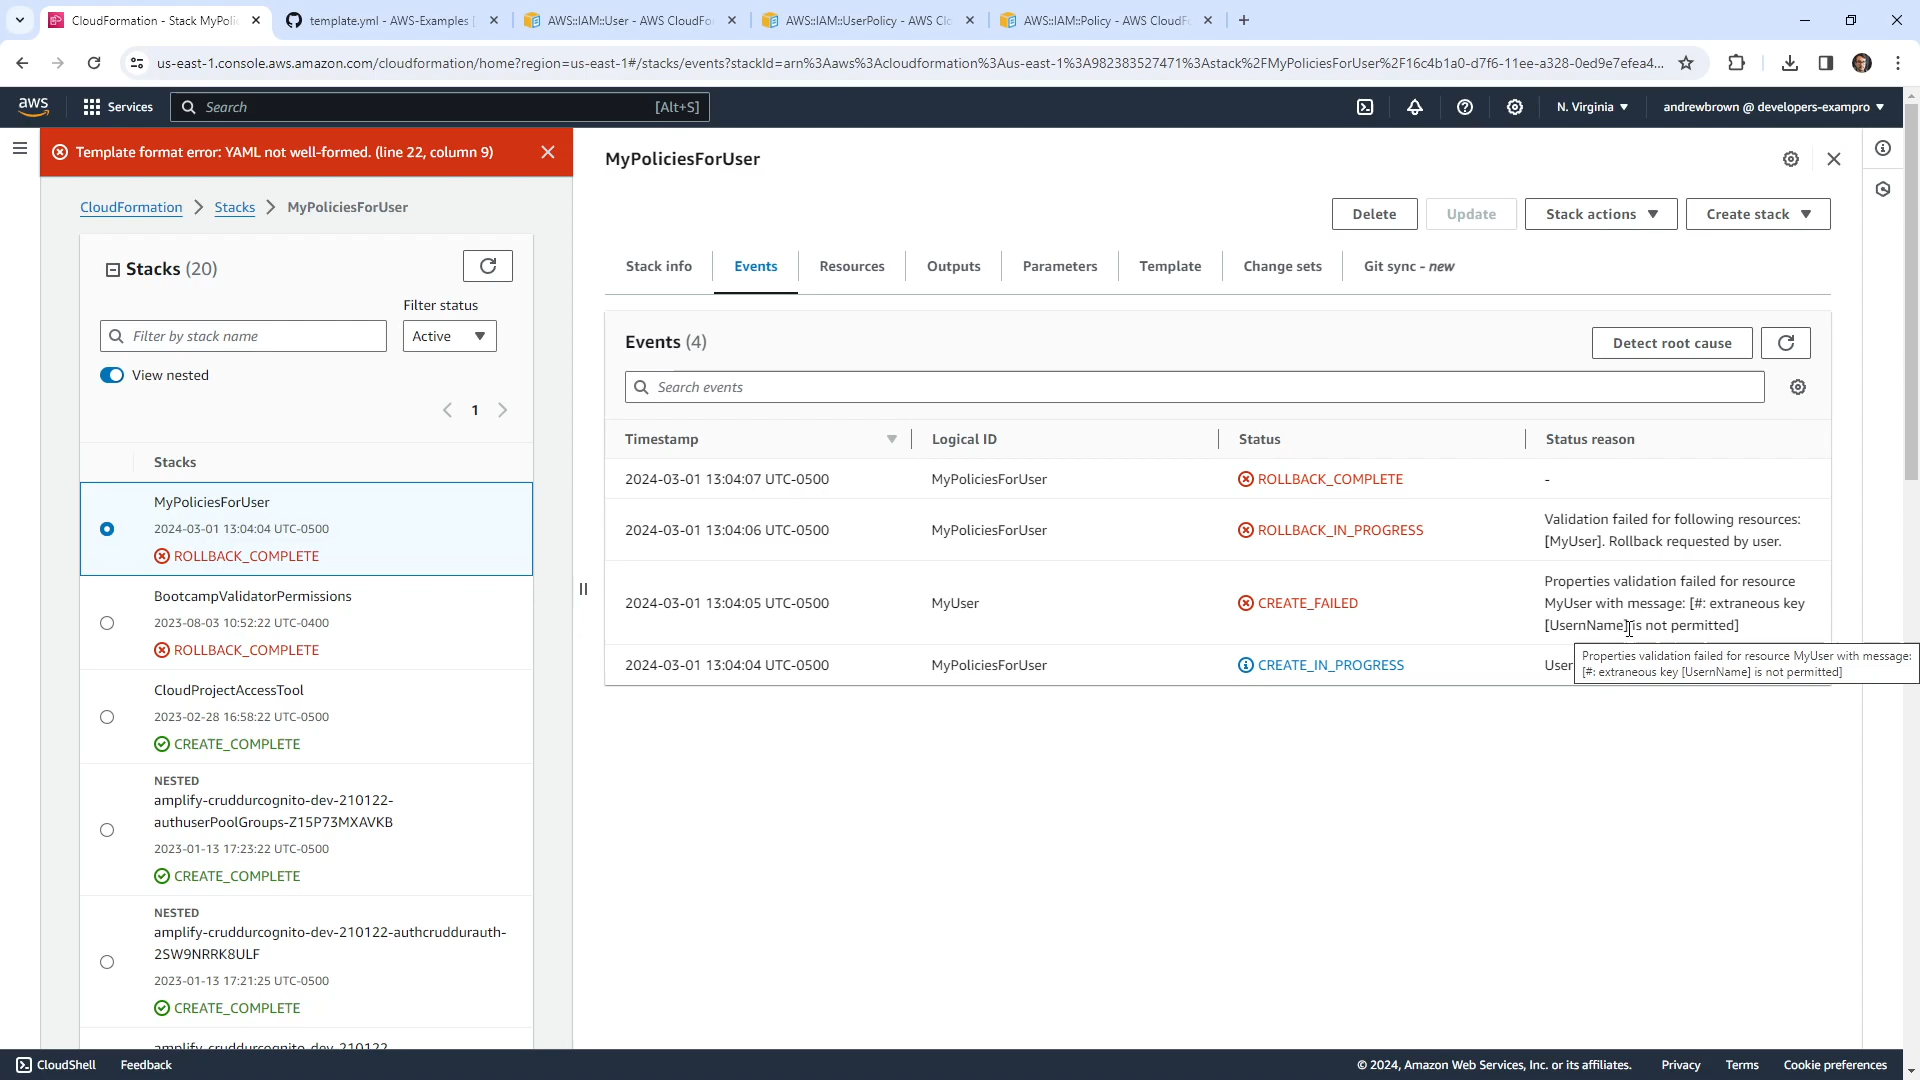 CloudFormation - Stack MyPolic
template.yml - AWS-Examples
AWS::IAM::User - AWS CloudFo
AWS::IAM::UserPolicy - AWS Cl
AWS::IAM::Policy - AWS CloudF
us-east-1.console.aws.amazon.com/cloudformation/home?region=us-east-1#/stacks/events?stackId=arn%3Aaws%3Acloudformation%3Aus-east-1%3A982383527471%3Astack%2FMyPoliciesForUser%2F16c4b1a0-d7f6-11ee-a328-0ed9e7efea4...
aws
Services
Search
[Alt+S]
N. Virginia
andrewbrown @ developers-exampro
Template format error: YAML not well-formed. (line 22, column 9)
CloudFormation
Stacks
MyPoliciesForUser
Stacks (20)
Filter status
Filter by stack name
Active
View nested
1
Stacks
MyPoliciesForUser
2024-03-01 13:04:04 UTC-0500
ROLLBACK_COMPLETE
BootcampValidatorPermissions
2023-08-03 10:52:22 UTC-0400
ROLLBACK_COMPLETE
CloudProjectAccessTool
2023-02-28 16:58:22 UTC-0500
CREATE_COMPLETE
NESTED
amplify-cruddurcognito-dev-210122-
authuserPoolGroups-Z15P73MXAVKB
2023-01-13 17:23:22 UTC-0500
CREATE_COMPLETE
NESTED
amplify-cruddurcognito-dev-210122-authcruddurauth-
2SW9NRRK8ULF
2023-01-13 17:21:25 UTC-0500
CREATE_COMPLETE
amplify-cruddurcognito-dev-210122
MyPoliciesForUser
Delete
Update
Stack actions
Create stack
Stack info
Events
Resources
Outputs
Parameters
Template
Change sets
Git sync - new
Events (4)
Detect root cause
Search events
Timestamp
Logical ID
Status
Status reason
2024-03-01 13:04:07 UTC-0500
MyPoliciesForUser
ROLLBACK_COMPLETE
-
2024-03-01 13:04:06 UTC-0500
MyPoliciesForUser
ROLLBACK_IN_PROGRESS
Validation failed for following resources:
[MyUser]. Rollback requested by user.
2024-03-01 13:04:05 UTC-0500
MyUser
CREATE_FAILED
Properties validation failed for resource
MyUser with message: [#: extraneous key
[UsernName] is not permitted]
2024-03-01 13:04:04 UTC-0500
MyPoliciesForUser
CREATE_IN_PROGRESS
User
Properties validation failed for resource MyUser with message:
[#: extraneous key [UsernName] is not permitted]
CloudShell
Feedback
© 2024, Amazon Web Services, Inc. or its affiliates.
Privacy
Terms
Cookie preferences